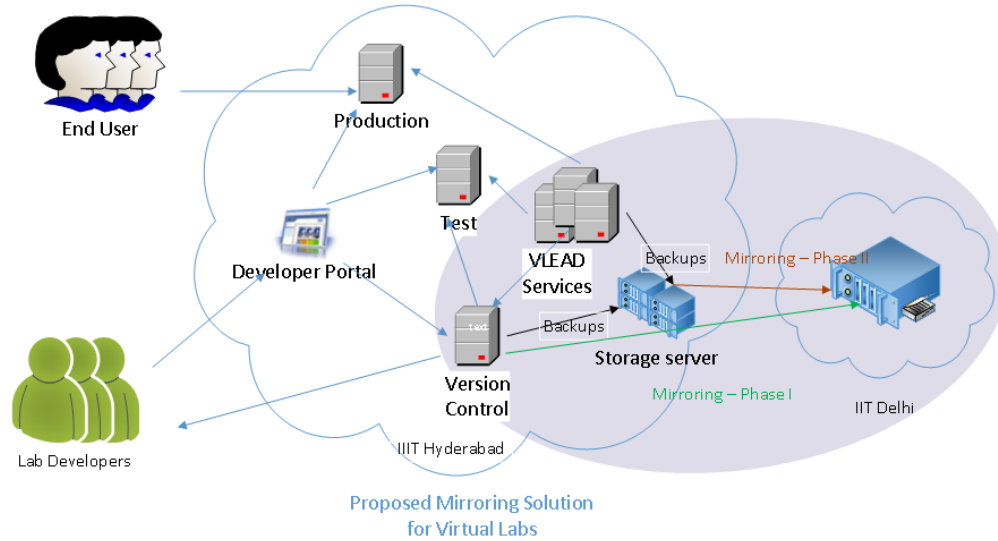 End User
Production
Test
Developer Portal
VLEAD
Services
Backups
Mirroring – Phase II
text
Backups
Storage server
Version
Control
Mirroring – Phase I
IIT Delhi
Lab Developers
IIIT Hyderabad
Proposed Mirroring Solution
for Virtual Labs